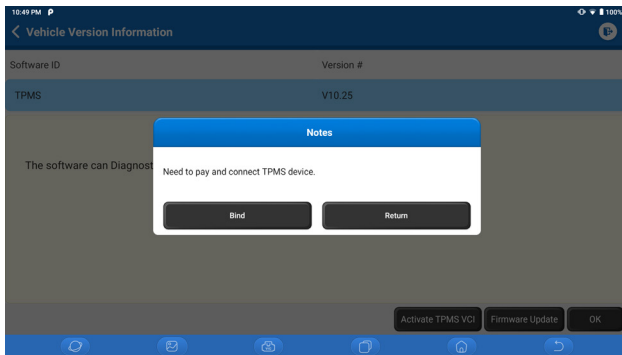 10:49 PM P
100%
Vehicle Version Information
Software ID Version #
TPMS V10.25
Notes
The software can Diagnost
Need to pay and connect TPMS device.
Bind Return
Activate TPMS VCI Firmware Update OK